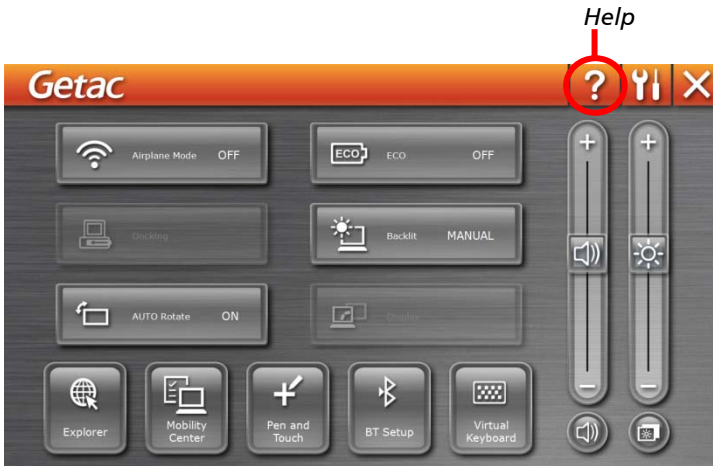 Help
Getac
?
Airplane Mode OFF
ECO ECO OFF
Docking
Backlit MANUAL
AUTO Rotate ON
Display
Explorer
Mobility
Center
Pen and
Touch
BT Setup
Virtual
Keyboard